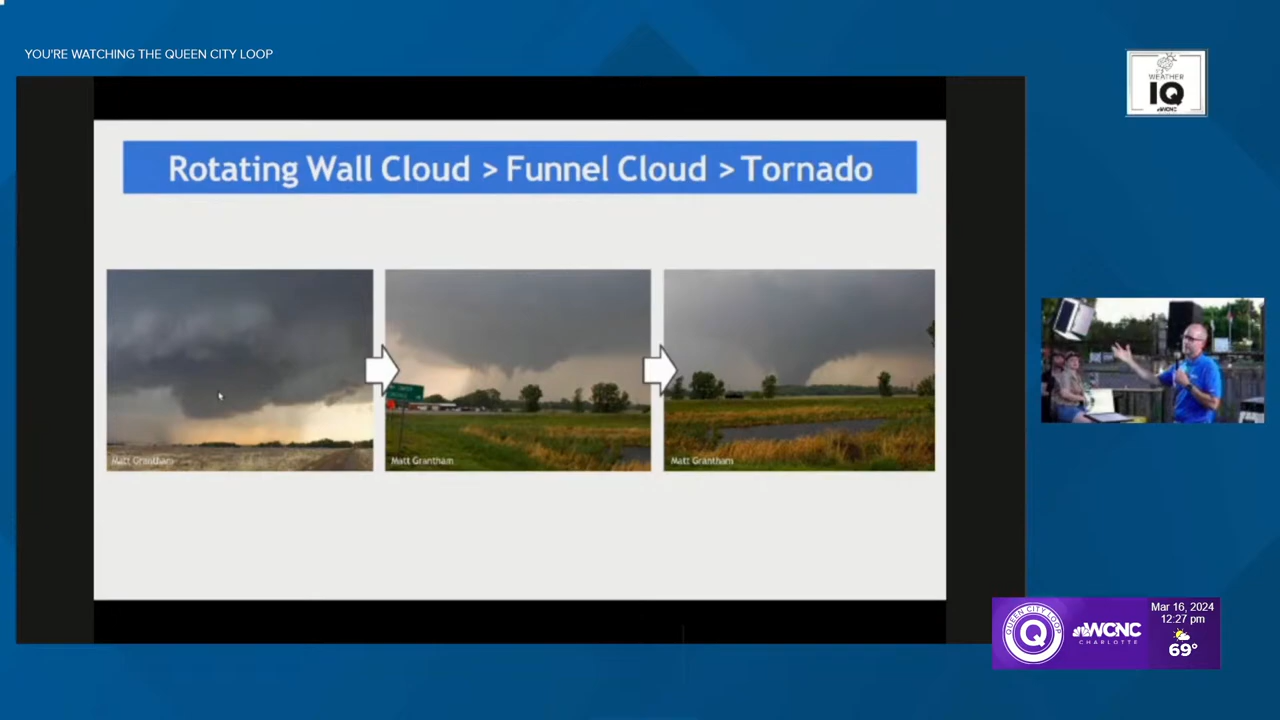 YOU'RE WATCHING THE QUEEN CITY LOOP
WEATHER
IQ
WCNC
Rotating Wall Cloud > Funnel Cloud > Tornado
Matt Grantham
Matt Grantham
Matt Grantham
QUEEN CITY LOOP
Q
WCNC
CHARLOTTE
Mar 16, 2024
12:27 pm
69°